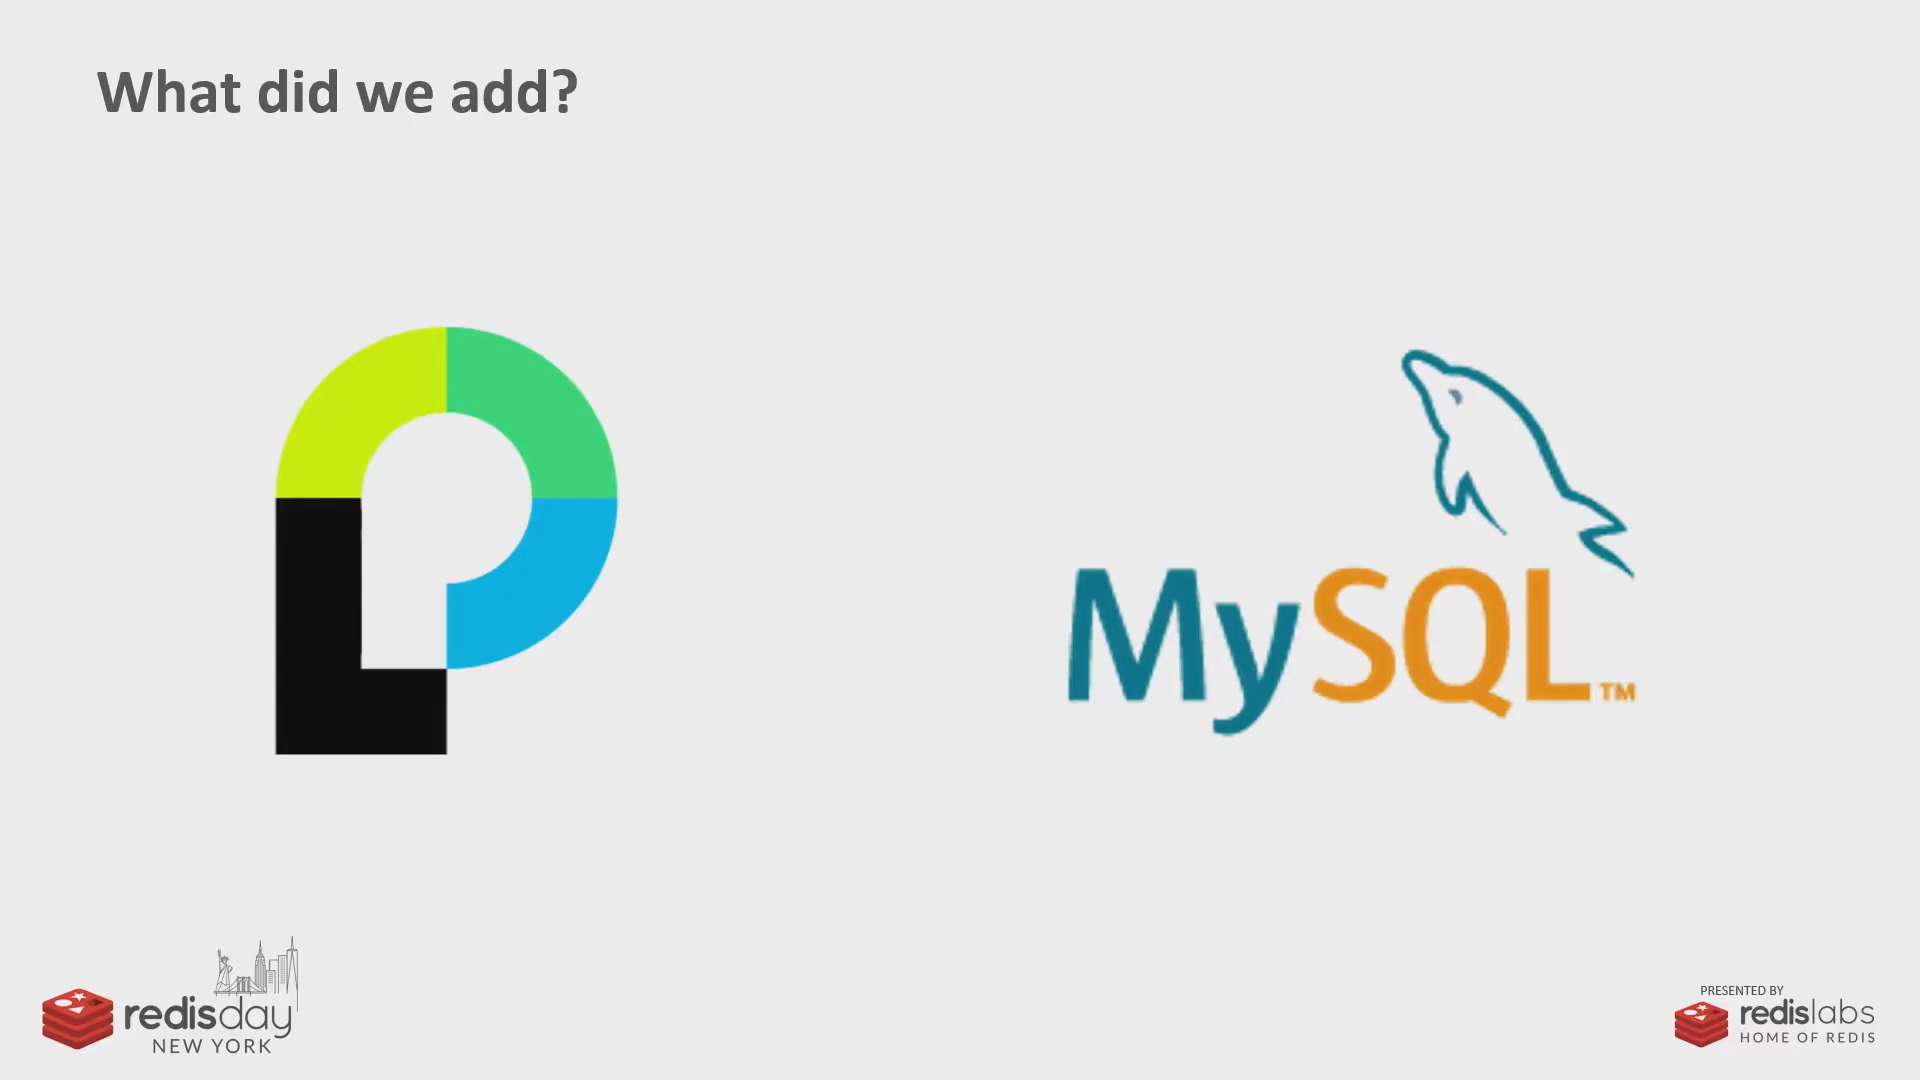 What did we add?
MySQL™
redisday
NEW YORK
PRESENTED BY
redislabs
HOME OF REDIS